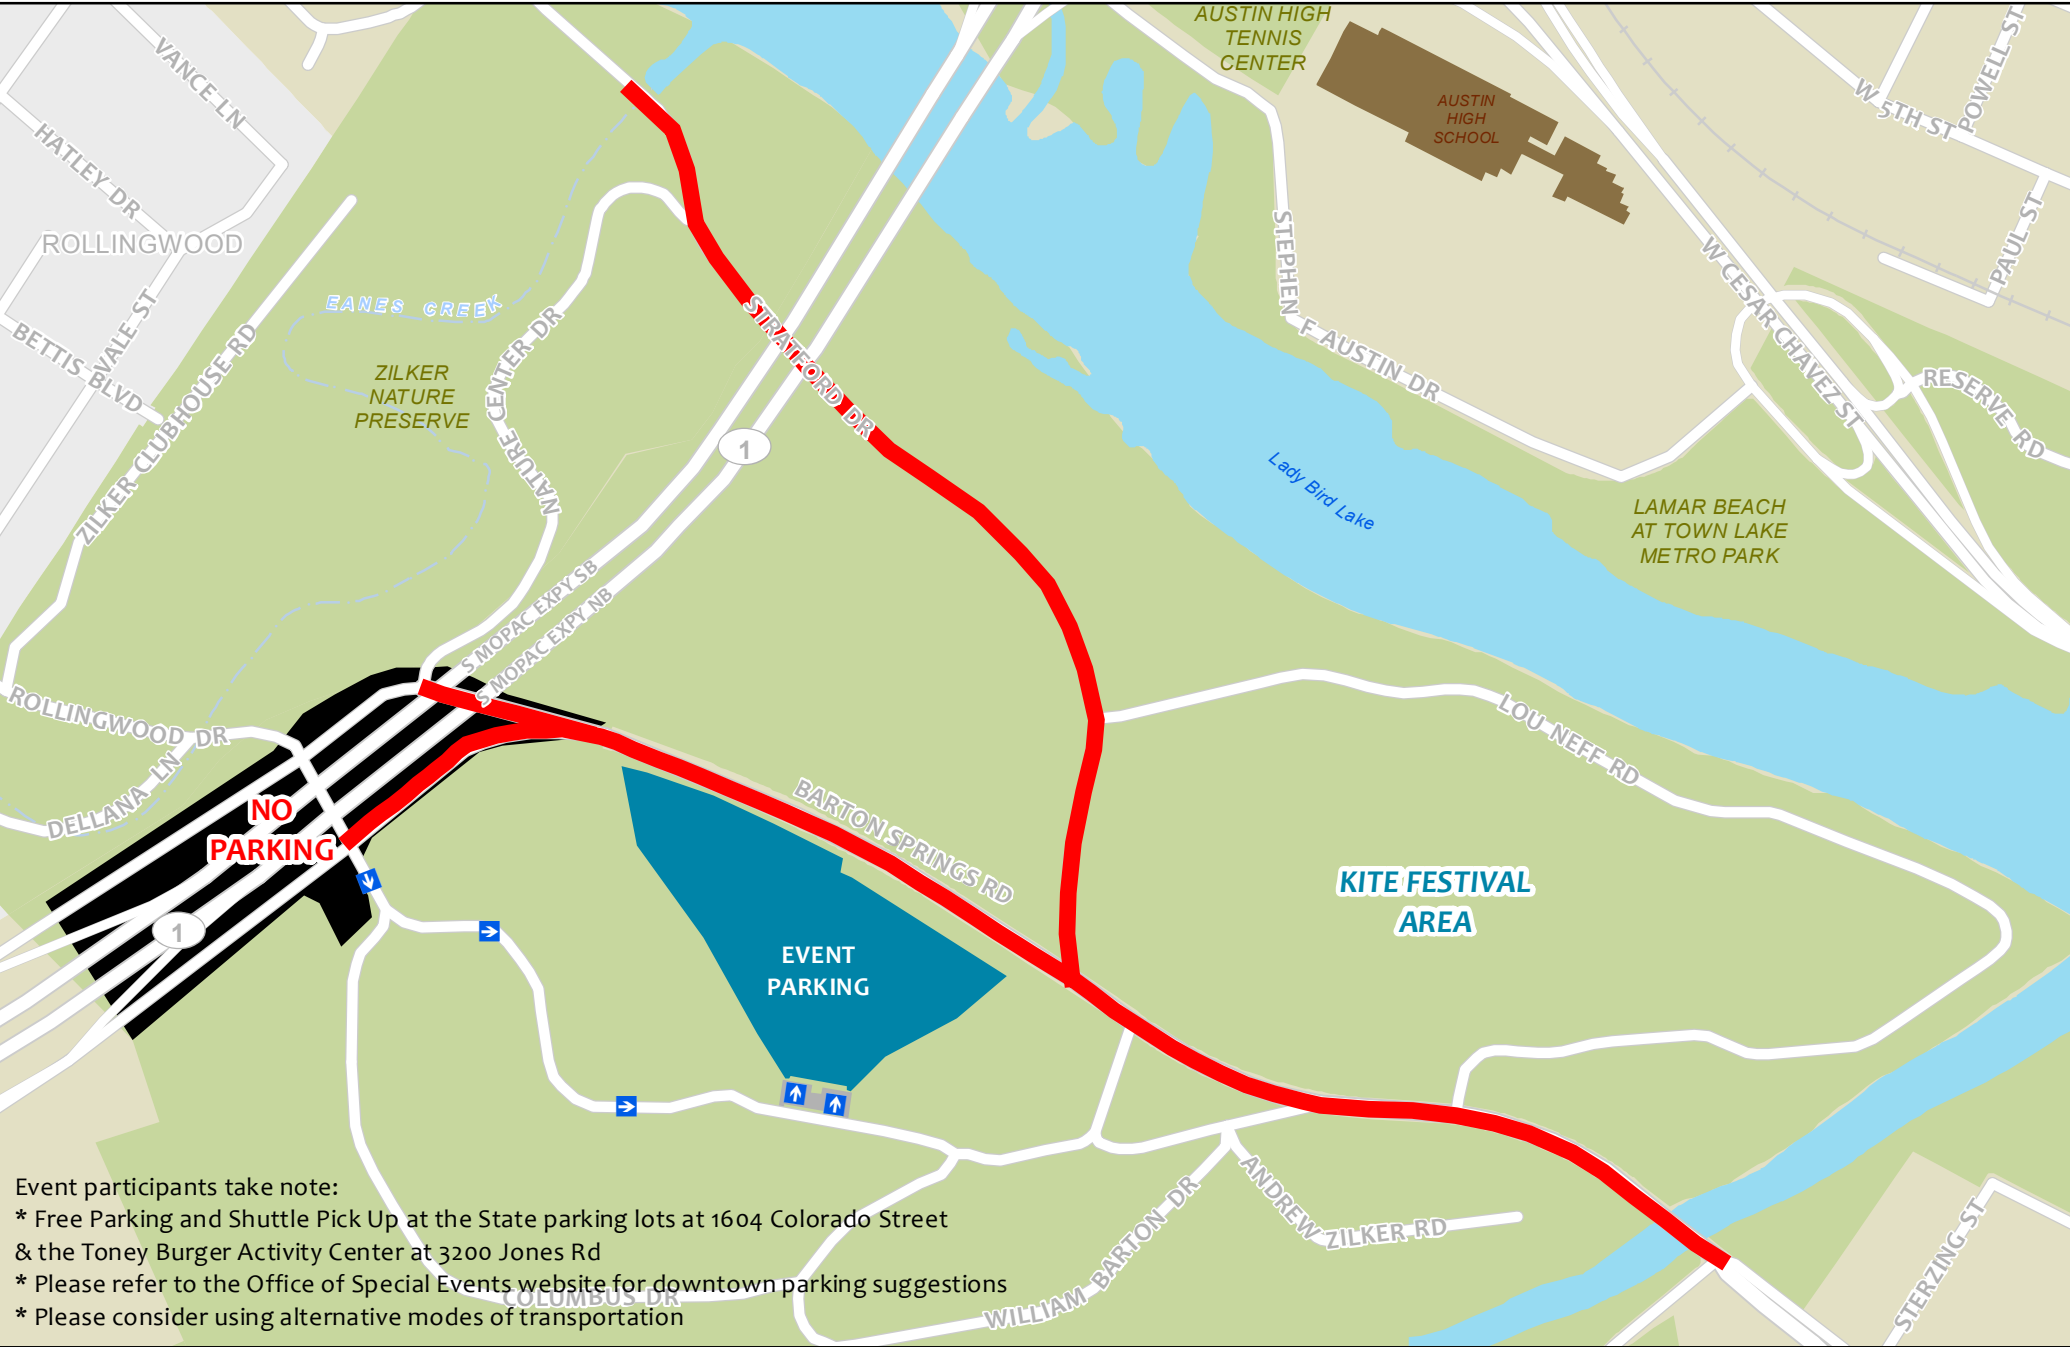 AUSTIN HIGH
TENNIS
CENTER
AUSTIN
HIGH
SCHOOL
W 5TH ST
POWELL ST
PAUL ST
VANCE LN
HATLEY DR
ROLLINGWOOD
VALE ST
BETTIS BLVD
ZILKER CLUBHOUSE RD
EANES CREEK
ZILKER
NATURE
PRESERVE
NATURE CENTER DR
STRATFORD DR
1
STEPHEN F AUSTIN DR
W CESAR CHAVEZ ST
RESERVE RD
Lady Bird Lake
LAMAR BEACH
AT TOWN LAKE
METRO PARK
S MOPAC EXPY SB
S MOPAC EXPY NB
ROLLINGWOOD DR
DELLANA LN
NO
PARKING
1
BARTON SPRINGS RD
LOU NEFF RD
KITE FESTIVAL
AREA
EVENT
PARKING
ANDREW ZILKER RD
WILLIAM BARTON DR
COLUMBUS DR
STERZING ST
Event participants take note:
* Free Parking and Shuttle Pick Up at the State parking lots at 1604 Colorado Street
& the Toney Burger Activity Center at 3200 Jones Rd
* Please refer to the Office of Special Events website for downtown parking suggestions
* Please consider using alternative modes of transportation